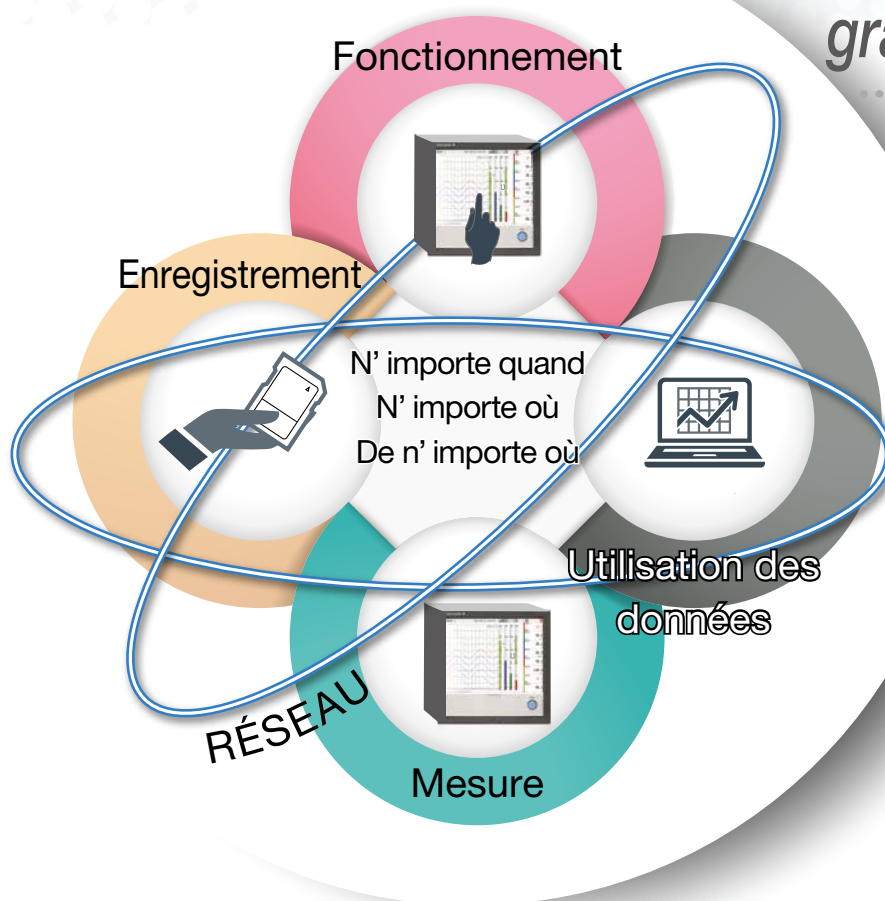 Fonctionnement
Enregistrement
N' importe quand
N' importe où
De n' importe où
Utilisation des
données
RÉSEAU
Mesure